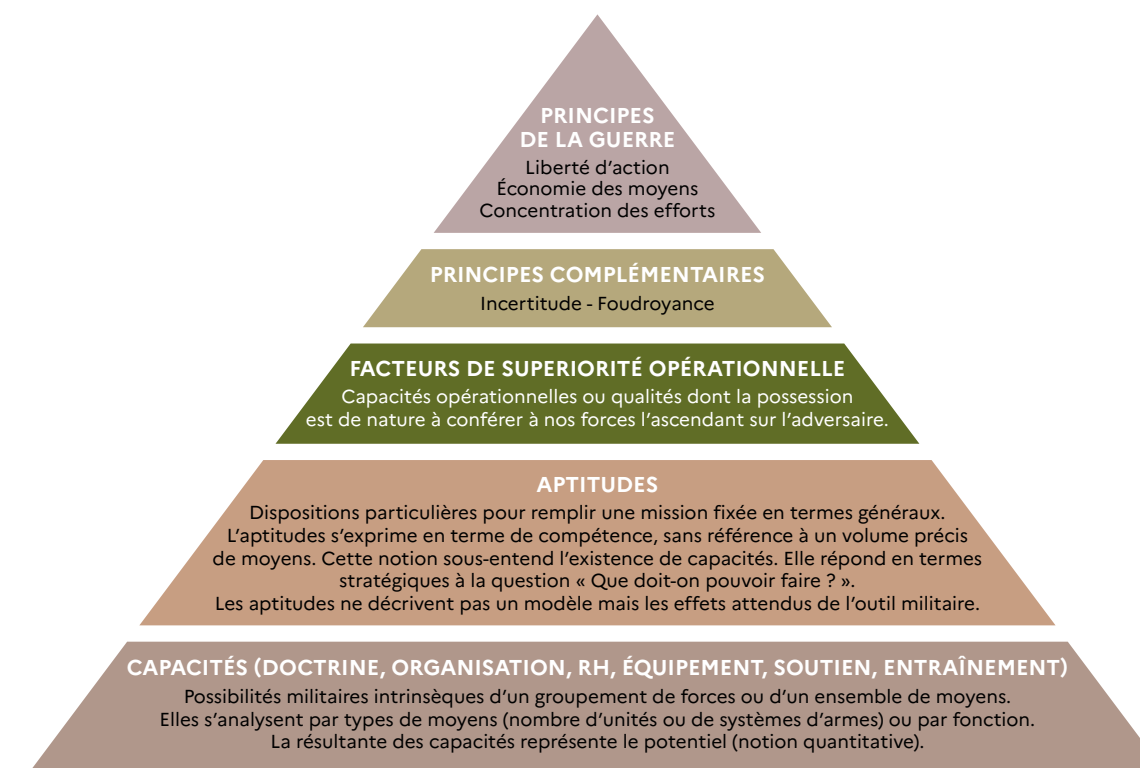 PRINCIPES
DE LA GUERRE
Liberté d’action
Économie des moyens
Concentration des efforts
PRINCIPES COMPLÉMENTAIRES
Incertitude - Foudroyance
FACTEURS DE SUPERIORITÉ OPÉRATIONNELLE
Capacités opérationnelles ou qualités dont la possession
est de nature à conférer à nos forces l’ascendant sur l’adversaire.
APTITUDES
Dispositions particulières pour remplir une mission fixée en termes généraux.
L’aptitudes s’exprime en terme de compétence, sans référence à un volume précis
de moyens. Cette notion sous-entend l’existence de capacités. Elle répond en termes
stratégiques à la question « Que doit-on pouvoir faire ? ».
Les aptitudes ne décrivent pas un modèle mais les effets attendus de l’outil militaire.
CAPACITÉS (DOCTRINE, ORGANISATION, RH, ÉQUIPEMENT, SOUTIEN, ENTRAÎNEMENT)
Possibilités militaires intrinsèques d’un groupement de forces ou d’un ensemble de moyens.
Elles s’analysent par types de moyens (nombre d’unités ou de systèmes d’armes) ou par fonction.
La résultante des capacités représente le potentiel (notion quantitative).